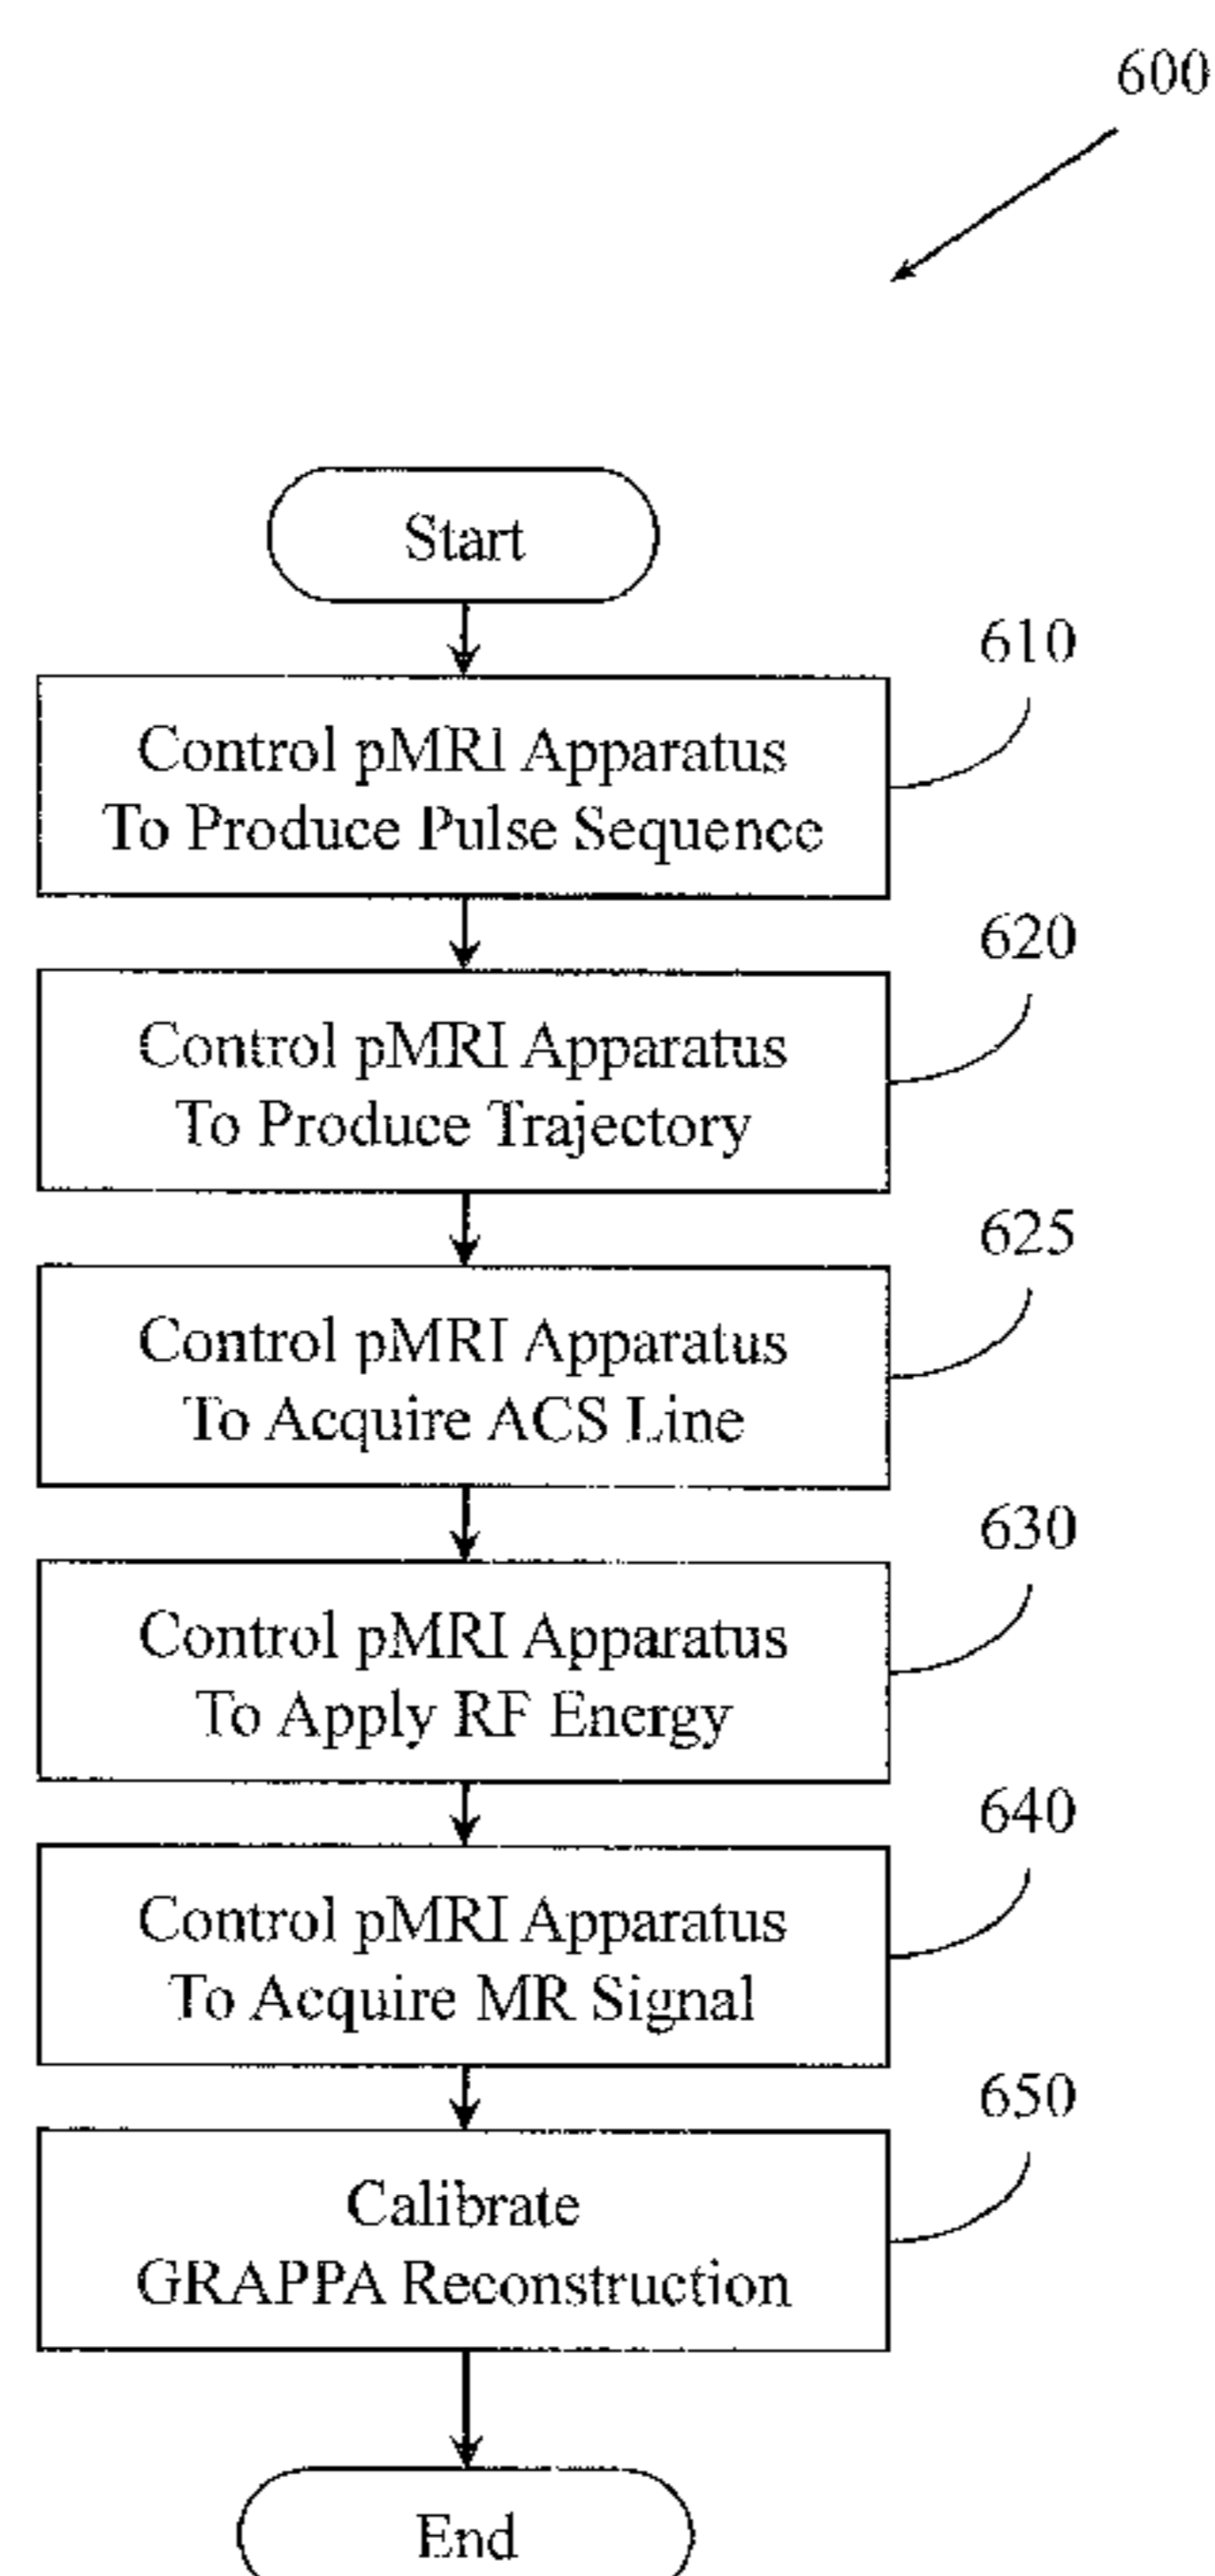 600
Start
610
Control pMRI Apparatus
To Produce Pulse Sequence
620
Control pMRI Apparatus
To Produce Trajectory
625
Control pMRI Apparatus
To Acquire ACS Line
630
Control pMRI Apparatus
To Apply RF Energy
640
Control pMRI Apparatus
To Acquire MR Signal
650
Calibrate
GRAPPA Reconstruction
End